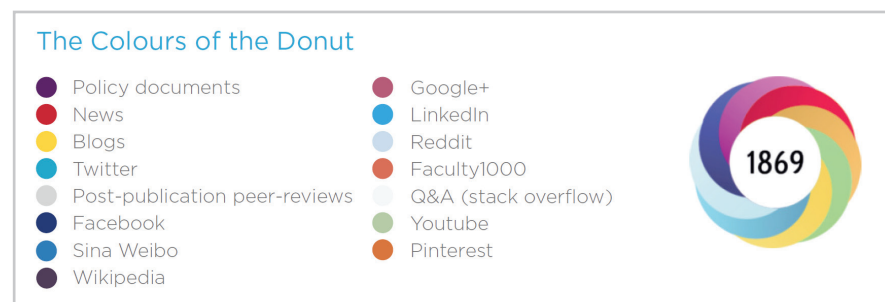 The Colours of the Donut
Policy documents
News
Blogs
Twitter
Post-publication peer-reviews
Facebook
Sina Weibo
Wikipedia
Google+
LinkedIn
Reddit
Faculty1000
Q&A (stack overflow)
Youtube
Pinterest
1869